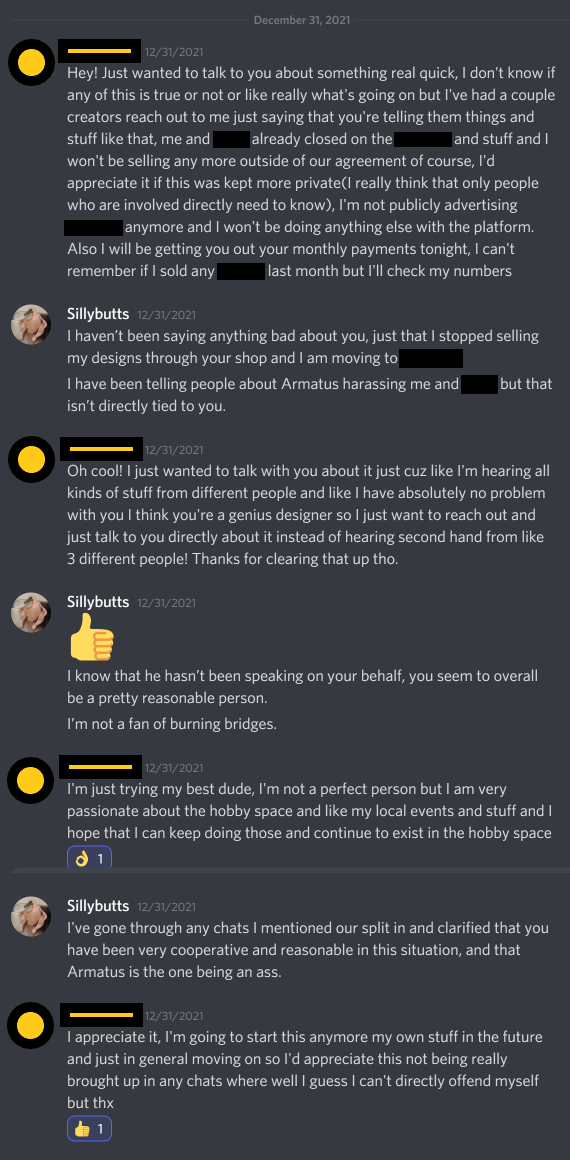 December 31, 2021
12/31/2021
Hey! Just wanted to talk to you about something real quick, I don't know if
any of this is true or not or like really what's going on but I've had a couple
creators reach out to me just saying that you're telling them things and
stuff like that, me and already closed on the and stuff and I
won't be selling any more outside of our agreement of course, I'd
appreciate it if this was kept more private(I really think that only people
who are involved directly need to know), I'm not publicly advertising
anymore and I won't be doing anything else with the platform.
Also I will be getting you out your monthly payments tonight, I can't
remember if I sold any last month but I'll check my numbers
Sillybutts 12/31/2021
I haven't been saying anything bad about you, just that I stopped selling
my designs through your shop and I am moving to
I have been telling people about Armatus harassing me and but that
isn't directly tied to you.
12/31/2021
Oh cool! I just wanted to talk with you about it just cuz like I'm hearing all
kinds of stuff from different people and like I have absolutely no problem
with you I think you're a genius designer so I just want to reach out and
just talk to you directly about it instead of hearing second hand from like
3 different people! Thanks for clearing that up tho.
Sillybutts 12/31/2021
I know that he hasn't been speaking on your behalf, you seem to overall
be a pretty reasonable person.
I'm not a fan of burning bridges.
12/31/2021
I'm just trying my best dude, I'm not a perfect person but I am very
passionate about the hobby space and like my local events and stuff and I
hope that I can keep doing those and continue to exist in the hobby space
1
Sillybutts 12/31/2021
I've gone through any chats I mentioned our split in and clarified that you
have been very cooperative and reasonable in this situation, and that
Armatus is the one being an ass.
12/31/2021
I appreciate it, I'm going to start this anymore my own stuff in the future
and just in general moving on so I'd appreciate this not being really
brought up in any chats where well I guess I can't directly offend myself
but thx
1